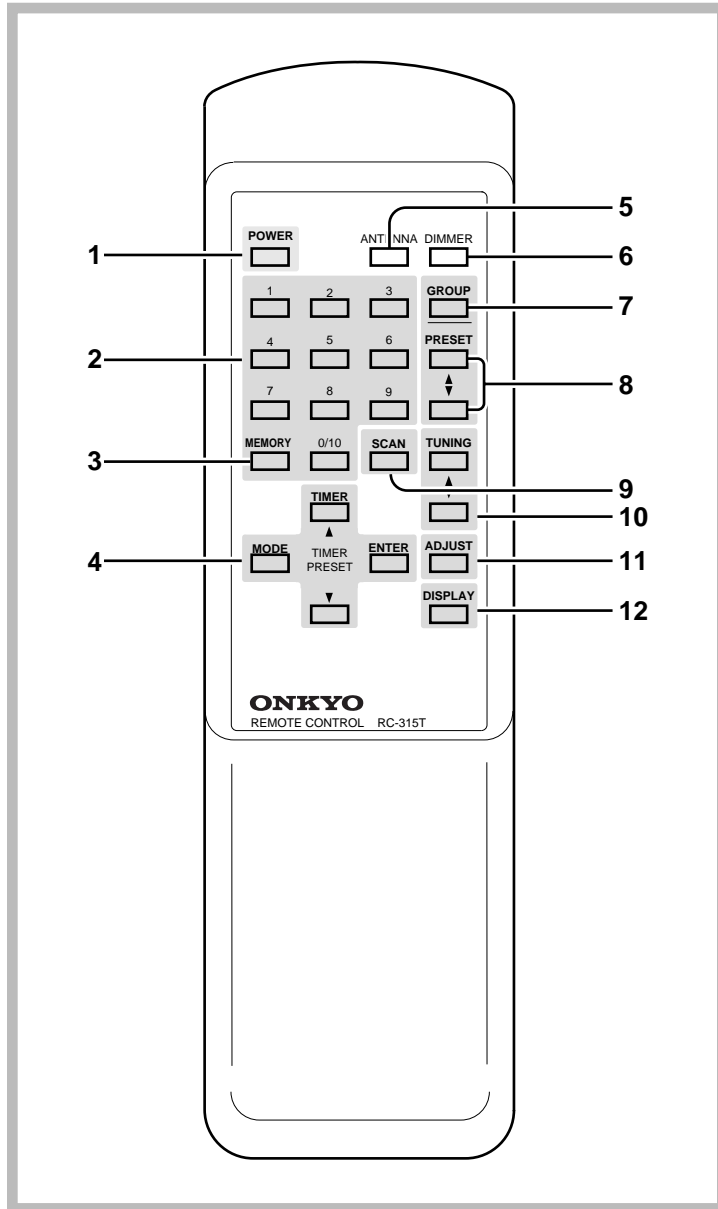 5
POWER
ANTENNA DIMMER
1
6
1 2 3
GROUP
7
4 5 6
PRESET
2
8
7 8 9
MEMORY 0/10 SCAN TUNING
3
9
TIMER
10
MODE TIMER ENTER ADJUST
4 PRESET 11
DISPLAY
12
ONKYO
REMOTE CONTROL RC-315T